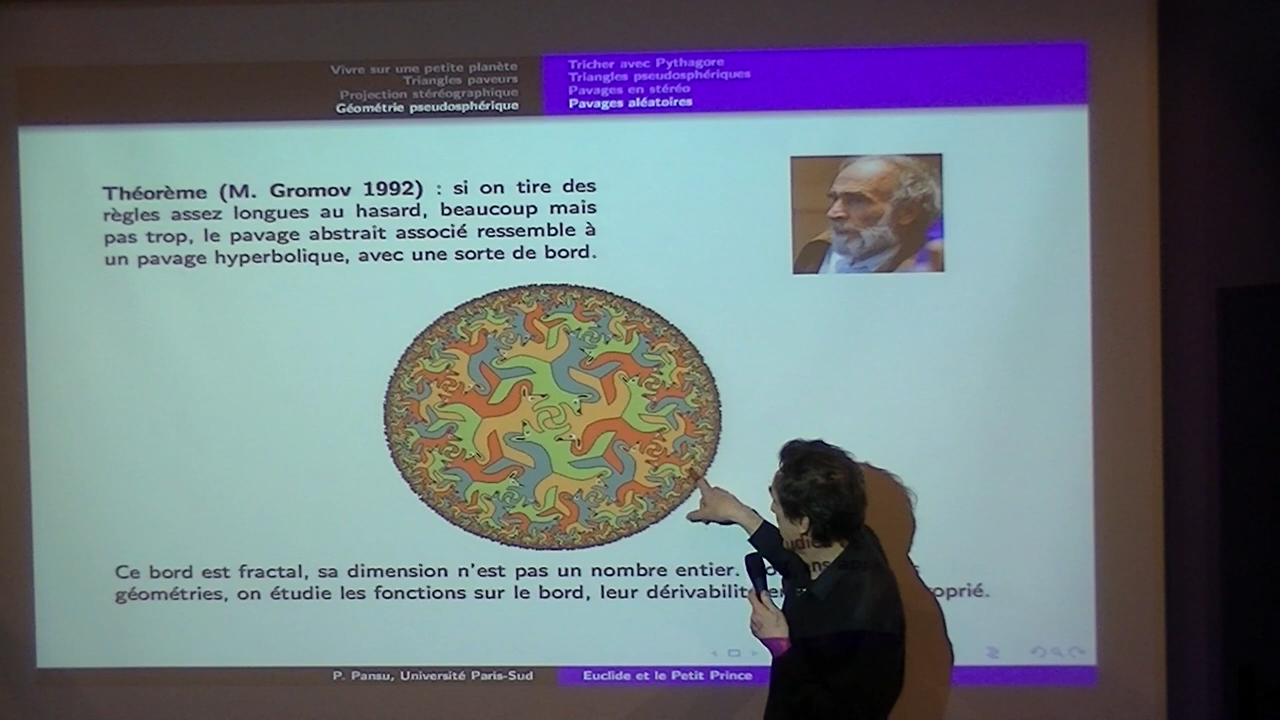 Vivre sur une petite planète
Triangles paveurs
Projection stéréographique
Géométrie pseudosphérique
Tricher avec Pythagore
Triangles pseudosphériques
Pavages en stéréo
Pavages aléatoires
Théorème (M. Gromov 1992) : si on tire des
règles assez longues au hasard, beaucoup mais
pas trop, le pavage abstrait associé ressemble à
un pavage hyperbolique, avec une sorte de bord.
Ce bord est fractal, sa dimension n'est pas un nombre entier.
géométries, on étudie les fonctions sur le bord, leur
P. Pansu, Université Paris-Sud
Euclide et le Petit Prince